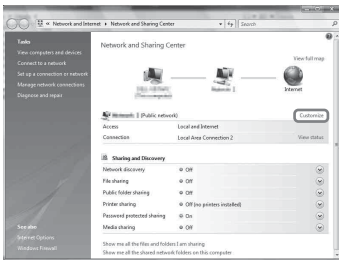 « Network and Internet ▸ Network and Sharing Center
Search
Tasks
View computers and devices
Connect to a network
Set up a connection or network
Manage network connections
Diagnose and repair
See also
Internet Options
Windows Firewall
Network and Sharing Center
View full map
Internet
(Public network)
Customize
Access Local and Internet
Connection Local Area Connection 2 View status
Sharing and Discovery
Network discovery Off
File sharing Off
Public folder sharing Off
Printer sharing Off (no printers installed)
Password protected sharing On
Media sharing Off
Show me all the files and folders I am sharing
Show me all the shared network folders on this computer